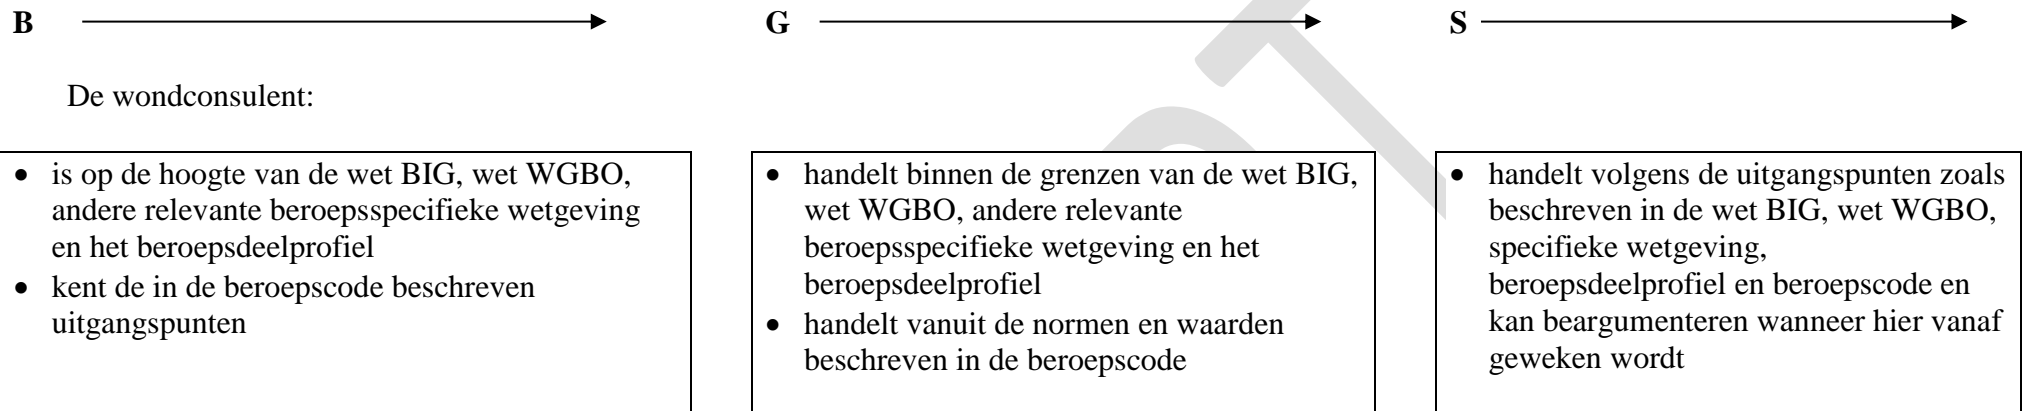 B G S
De wondconsulent:
• is op de hoogte van de wet BIG, wet WGBO,
andere relevante beroepsspecifieke wetgeving
en het beroepsdeelprofiel
• kent de in de beroepscode beschreven
uitgangspunten
• handelt binnen de grenzen van de wet BIG,
wet WGBO, andere relevante
beroepsspecifieke wetgeving en het
beroepsdeelprofiel
• handelt vanuit de normen en waarden
beschreven in de beroepscode
• handelt volgens de uitgangspunten zoals
beschreven in de wet BIG, wet WGBO,
specifieke wetgeving,
beroepsdeelprofiel en beroepscode en
kan beargumenteren wanneer hier vanaf
geweken wordt